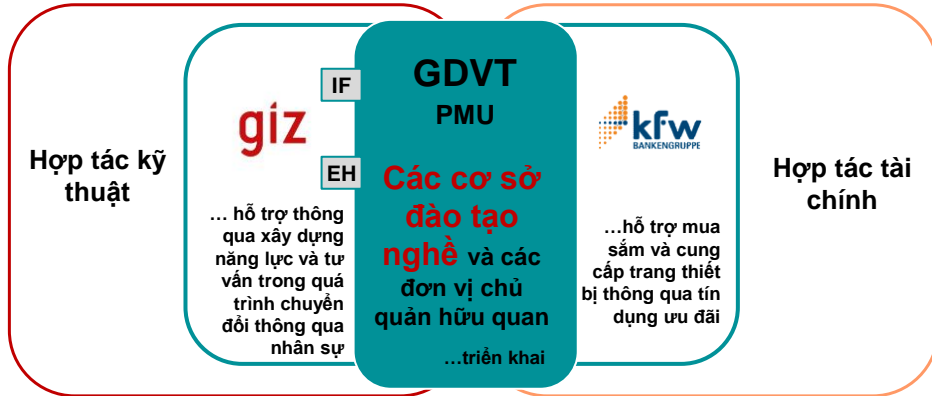 Hợp tác kỹ
thuật
IF
giz
EH
… hỗ trợ thông
qua xây dựng
năng lực và tư
vấn trong quá
trình chuyển
đổi thông qua
nhân sự
GDVT
PMU
Các cơ sở
đào tạo
nghề và các
đơn vị chủ
quản hữu quan
…triển khai
kfw
BANKENGRUPPE
…hỗ trợ mua
sắm và cung
cấp trang thiết
bị thông qua tín
dụng ưu đãi
Hợp tác tài
chính